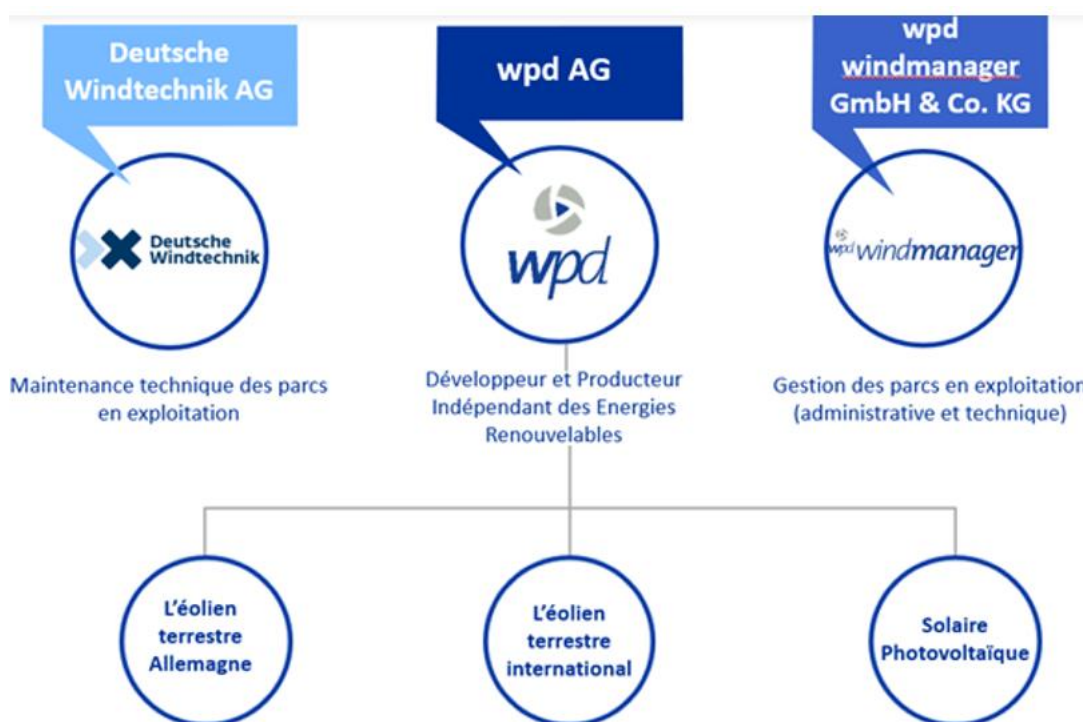 Deutsche
Windtechnik AG
wpd AG
wpd
windmanager
GmbH & Co. KG
Deutsche
Windtechnik
wpd
wpd windmanager
Maintenance technique des parcs
en exploitation
Développeur et Producteur
Indépendant des Energies
Renouvelables
Gestion des parcs en exploitation
(administrative et technique)
L'éolien
terrestre
Allemagne
L'éolien
terrestre
international
Solaire
Photovoltaïque